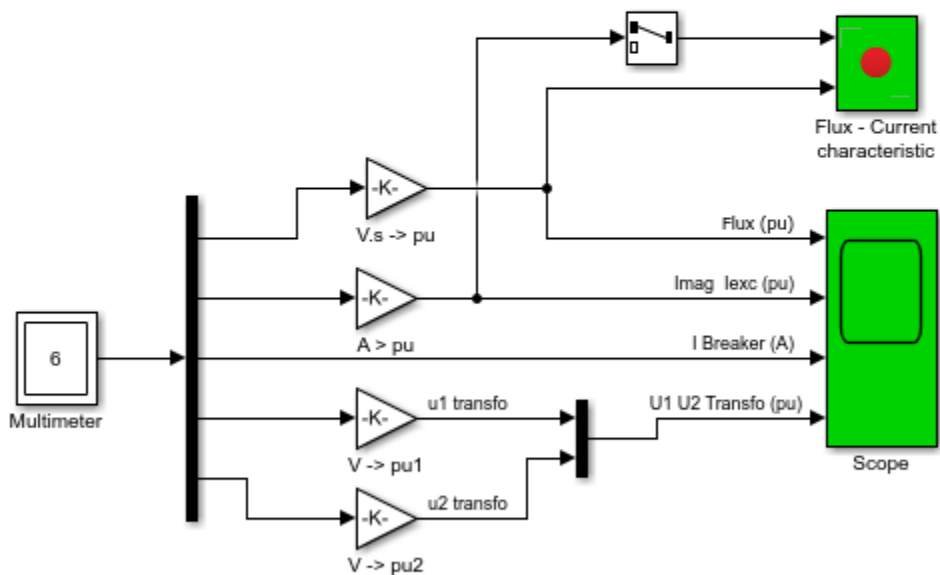 Flux - Current
characteristic
-K-
V.s -> pu
Flux (pu)
-K-
A > pu
Imag Iexc (pu)
I Breaker (A)
6
Multimeter
-K-
u1 transfo
V -> pu1
U1 U2 Transfo (pu)
Scope
-K-
u2 transfo
V -> pu2